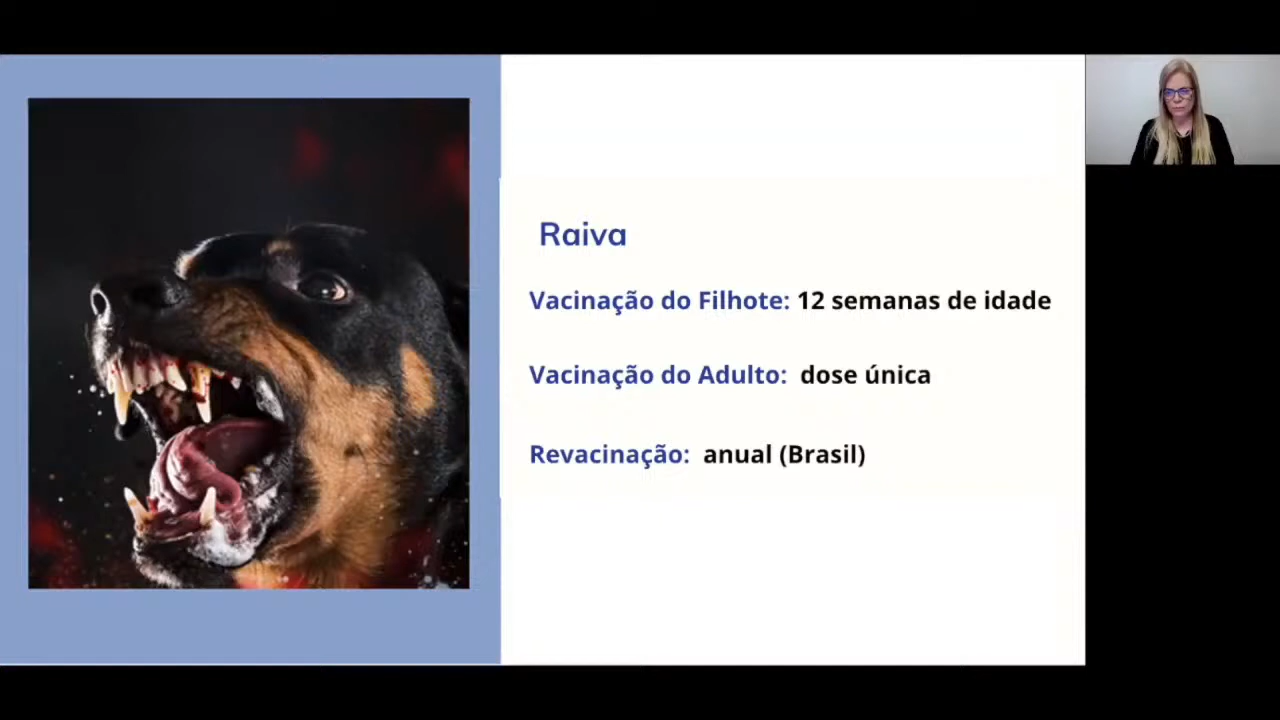 Raiva
Vacinação do Filhote: 12 semanas de idade
Vacinação do Adulto: dose única
Revacinação: anual (Brasil)